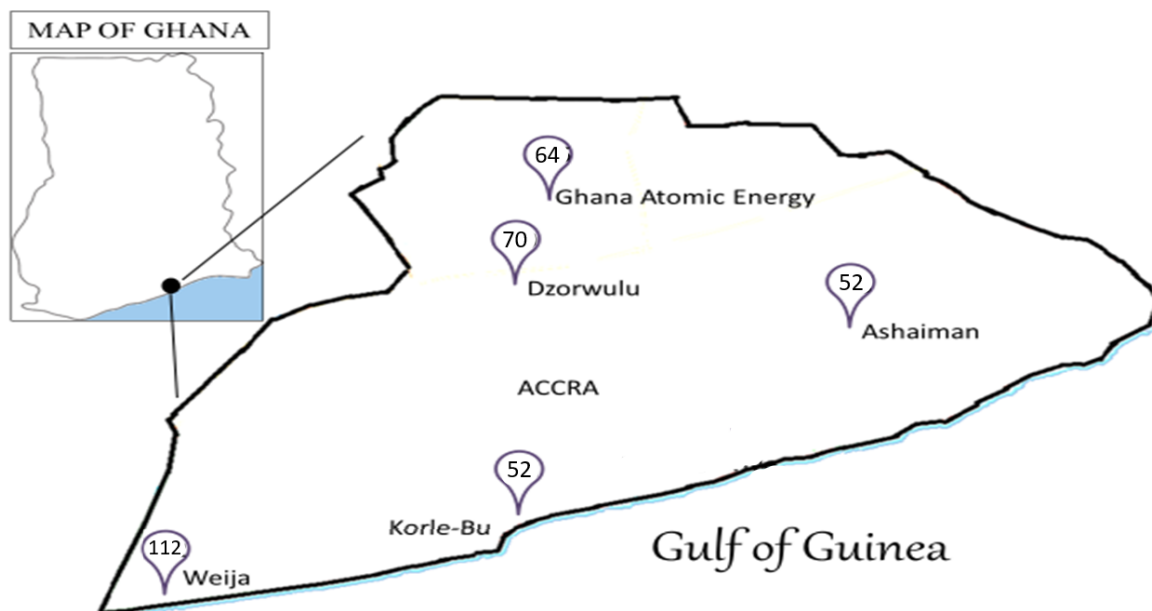 MAP OF GHANA
64
Ghana Atomic Energy
70
Dzorwulu
52
Ashaiman
ACCRA
52
Korle-Bu
Gulf of Guinea
112
Weija